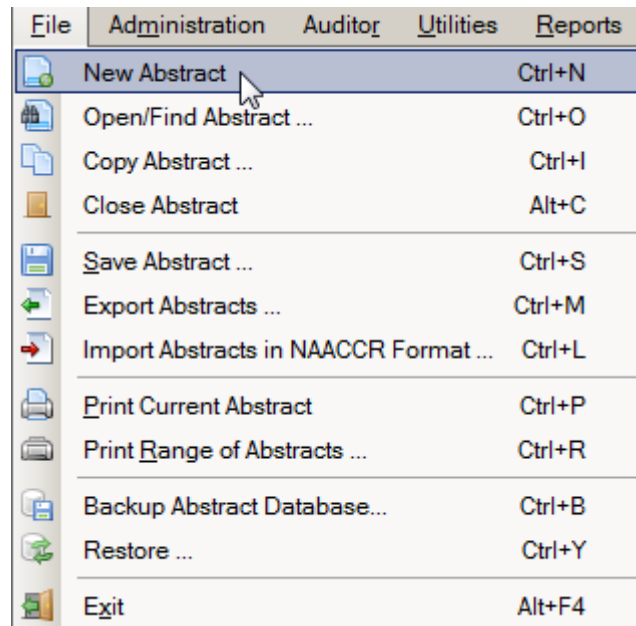 File Administration Auditor Utilities Reports
New Abstract Ctrl+N
Open/Find Abstract ... Ctrl+O
Copy Abstract ... Ctrl+I
Close Abstract Alt+C
Save Abstract ... Ctrl+S
Export Abstracts ... Ctrl+M
Import Abstracts in NAACCR Format ... Ctrl+L
Print Current Abstract Ctrl+P
Print Range of Abstracts ... Ctrl+R
Backup Abstract Database... Ctrl+B
Restore ... Ctrl+Y
Exit Alt+F4